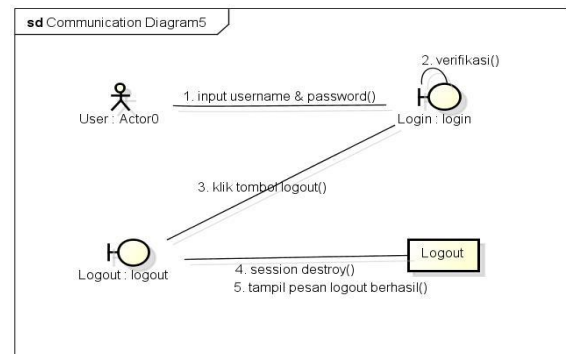 sd Communication Diagram5
2. verifikasi()
1. input username & password()
User : Actor0
Login : login
3. klik tombol logout()
Logout
Logout : logout
4. session destroy()
5. tampil pesan logout berhasil()